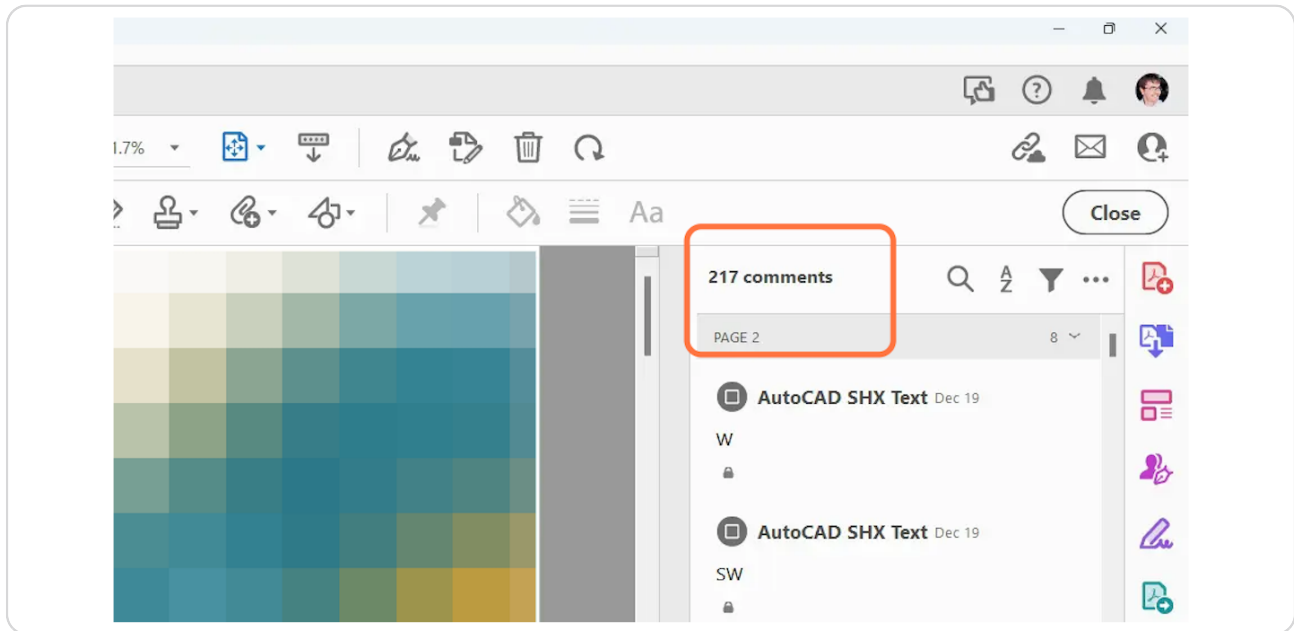 1.7%
Aa
Close
217 comments
A
Z
PAGE 2 8
AutoCAD SHX Text Dec 19
W
AutoCAD SHX Text Dec 19
SW